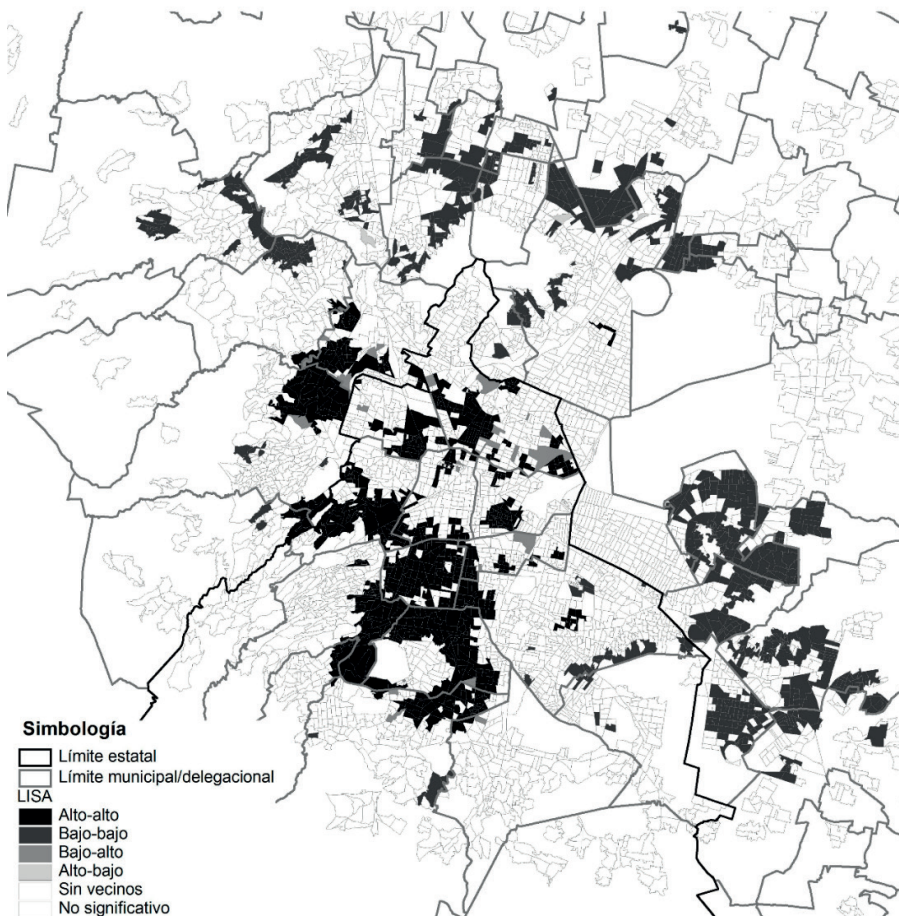 Simbología
Límite estatal
Límite municipal/delegacional
LISA
Alto-alto
Bajo-bajo
Bajo-alto
Alto-bajo
Sin vecinos
No significativo